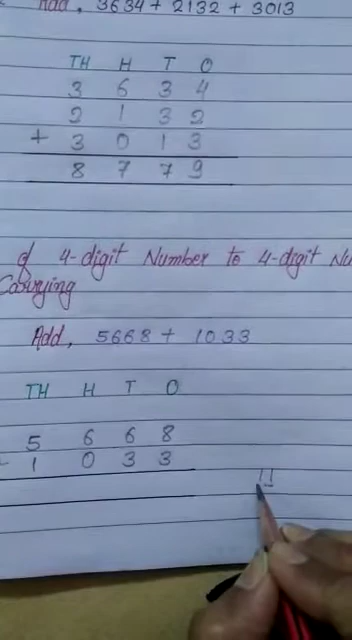 Add, 3634 + 2132 + 3013
TH H T O
3 6 3 4
2 1 3 2
+ 3 0 1 3
8 7 7 9
of 4-digit Number to 4-digit
Carrying
Add, 5668 + 1033
TH H T O
5 6 6 8
1 0 3 3
11